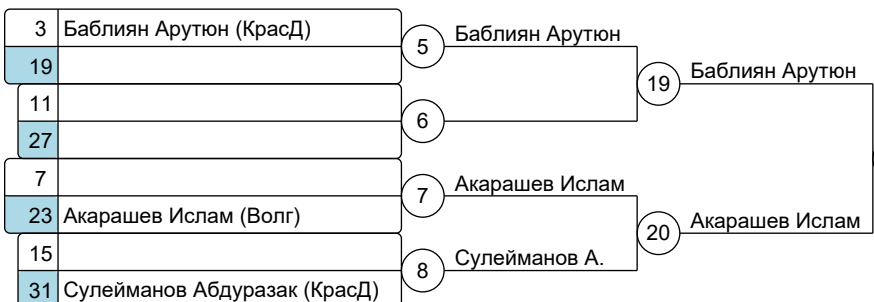 3 Баблиян Арутюн (КрасД)
19
11
27
7
23 Акарашев Ислам (Волг)
15
31 Сулейманов Абдуразак (КрасД)
5 Баблиян Арутюн
6
7 Акарашев Ислам
8 Сулейманов А.
19 Баблиян Арутюн
20 Акарашев Ислам